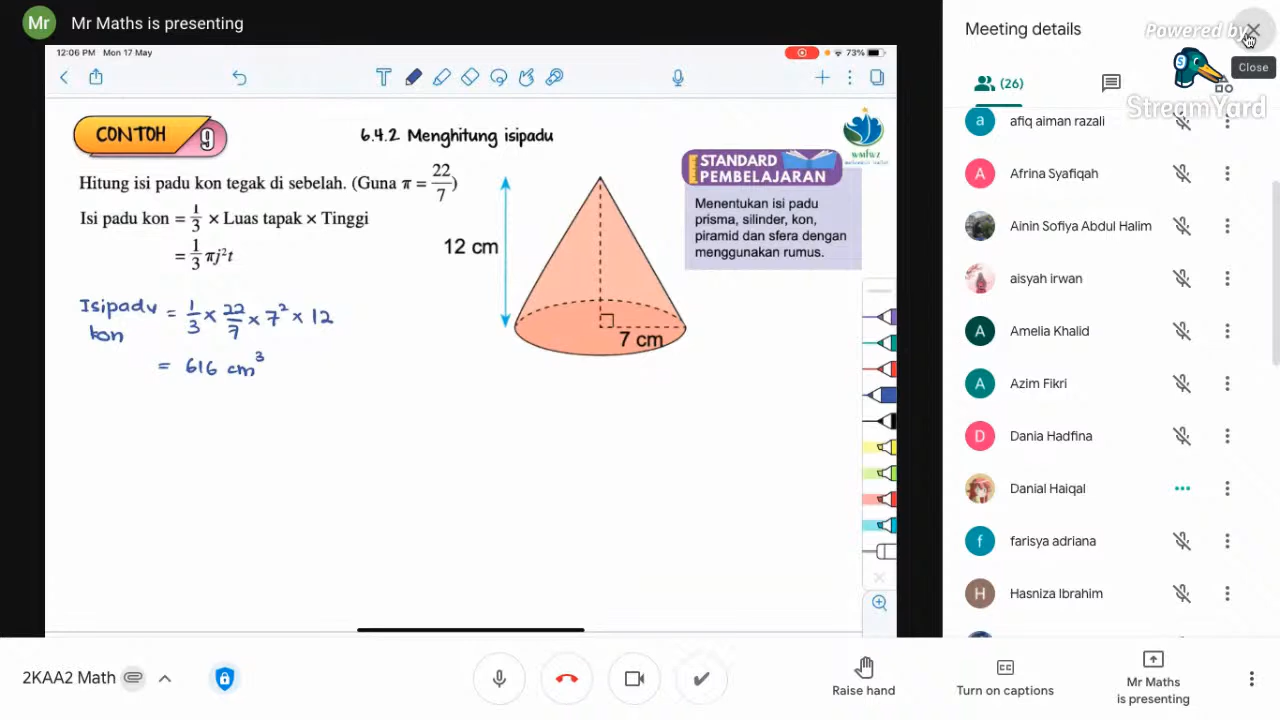 Mr Mr Maths is presenting
12:06 PM Mon 17 May
73%
CONTOH 9
6.4.2 Menghitung isipadu
WMFWZ
Hitung isi padu kon tegak di sebelah. (Guna π = 22/7)
Isi padu kon = 1/3 × Luas tapak × Tinggi
= 1/3 πj²t
Isipadu kon = 1/3 × 22/7 × 7² × 12
= 616 cm³
12 cm
7 cm
STANDARD
PEMBELAJARAN
Menentukan isi padu
prisma, silinder, kon,
piramid dan sfera dengan
menggunakan rumus.
Meeting details
Powered by
Close
(26)
S
StreamYard
a afiq aiman razali
A Afrina Syafiqah
Ainin Sofiya Abdul Halim
aisyah irwan
A Amelia Khalid
A Azim Fikri
D Dania Hadfina
Danial Haiqal
f farisya adriana
H Hasniza Ibrahim
2KAA2 Math
Raise hand
Turn on captions
Mr Maths
is presenting